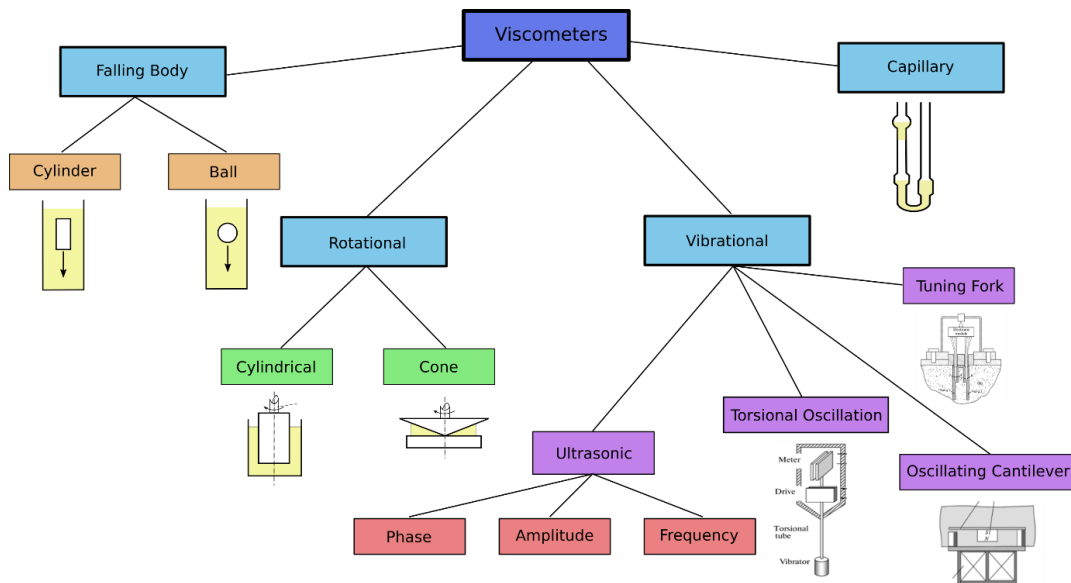 Viscometers
Falling Body
Capillary
Cylinder
Ball
Rotational
Vibrational
Tuning Fork
Cylindrical
Cone
Torsional Oscillation
Ultrasonic
Oscillating Cantilever
Meter
Drive
Torsional
tube
Vibrator
Phase
Amplitude
Frequency